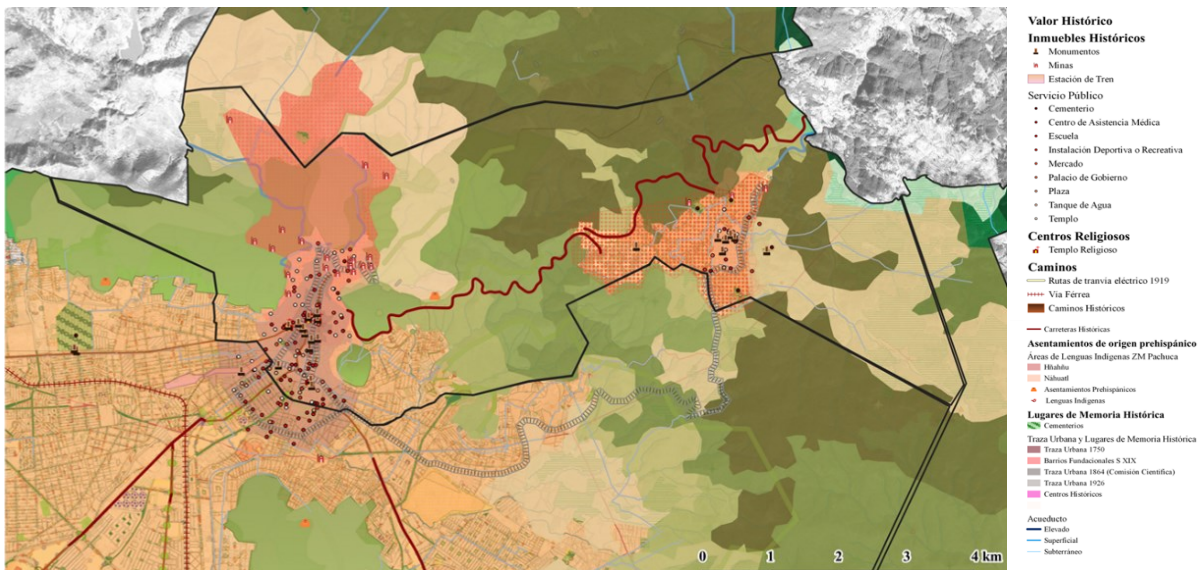 Valor Histórico
Inmuebles Históricos
Monumentos
Minas
Estación de Tren
Servicio Público
Cementerio
Centro de Asistencia Médica
Escuela
Instalación Deportiva o Recreativa
Mercado
Palacio de Gobierno
Plaza
Tanque de Agua
Templo
Centros Religiosos
Templo Religioso
Caminos
Rutas de tranvia eléctrico 1919
Via Férrea
Caminos Históricos
Carreteras Históricas
Asentamientos de origen prehispánico
Áreas de Lenguas Indígenas ZM Pachuca
Hñahñu
Náhuatl
Asentamientos Prehispánicos
Lenguas Indígenas
Lugares de Memoria Histórica
Cementerios
Traza Urbana y Lugares de Memoria Histórica
Traza Urbana 1750
Barrios Fundacionales S XIX
Traza Urbana 1864 (Comisión Científica)
Traza Urbana 1926
Centros Históricos
Acueducto
Elevado
Superficial
Subterráneo
0 1 2 3 4 km